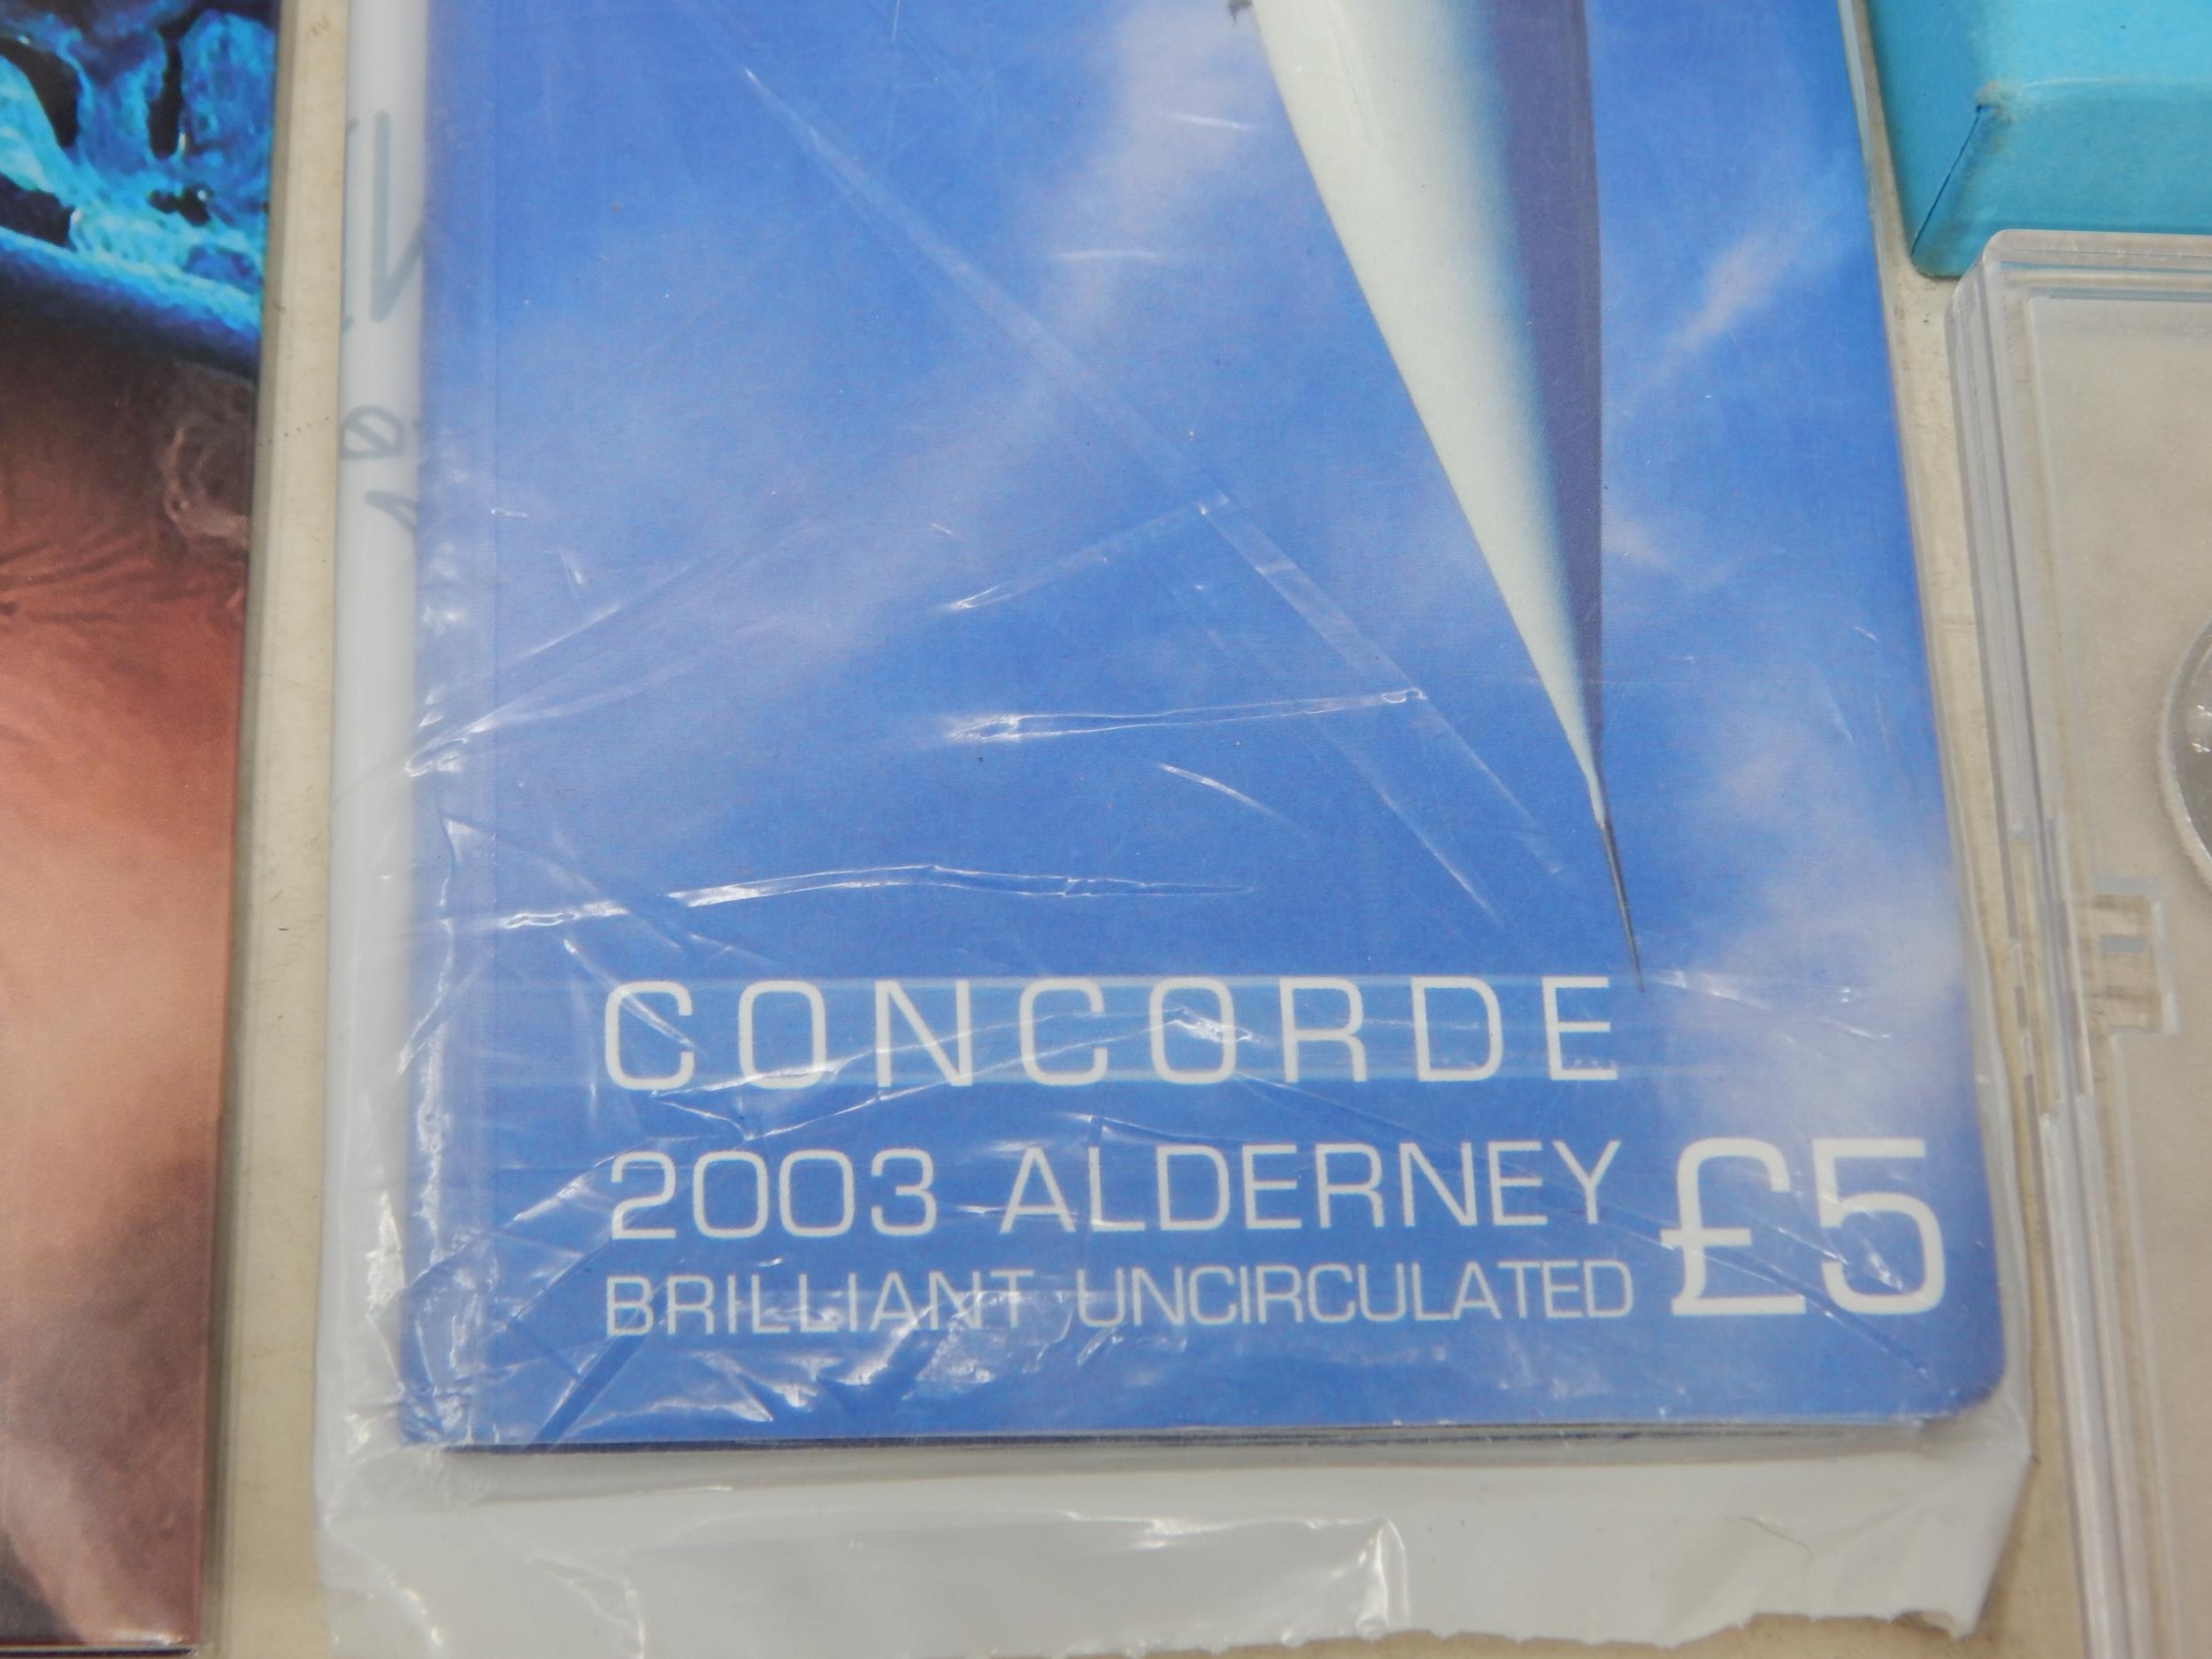 CONCORDE
2003 ALDERNEY £5
BRILLIANT UNCIRCULATED